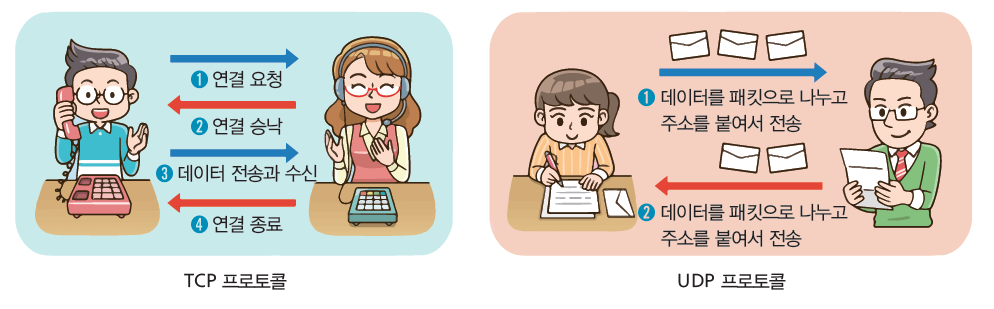 ❶ 연결 요청
❷ 연결 승낙
❸ 데이터 전송과 수신
❹ 연결 종료
TCP 프로토콜
❶ 데이터를 패킷으로 나누고
주소를 붙여서 전송
❷ 데이터를 패킷으로 나누고
주소를 붙여서 전송
UDP 프로토콜